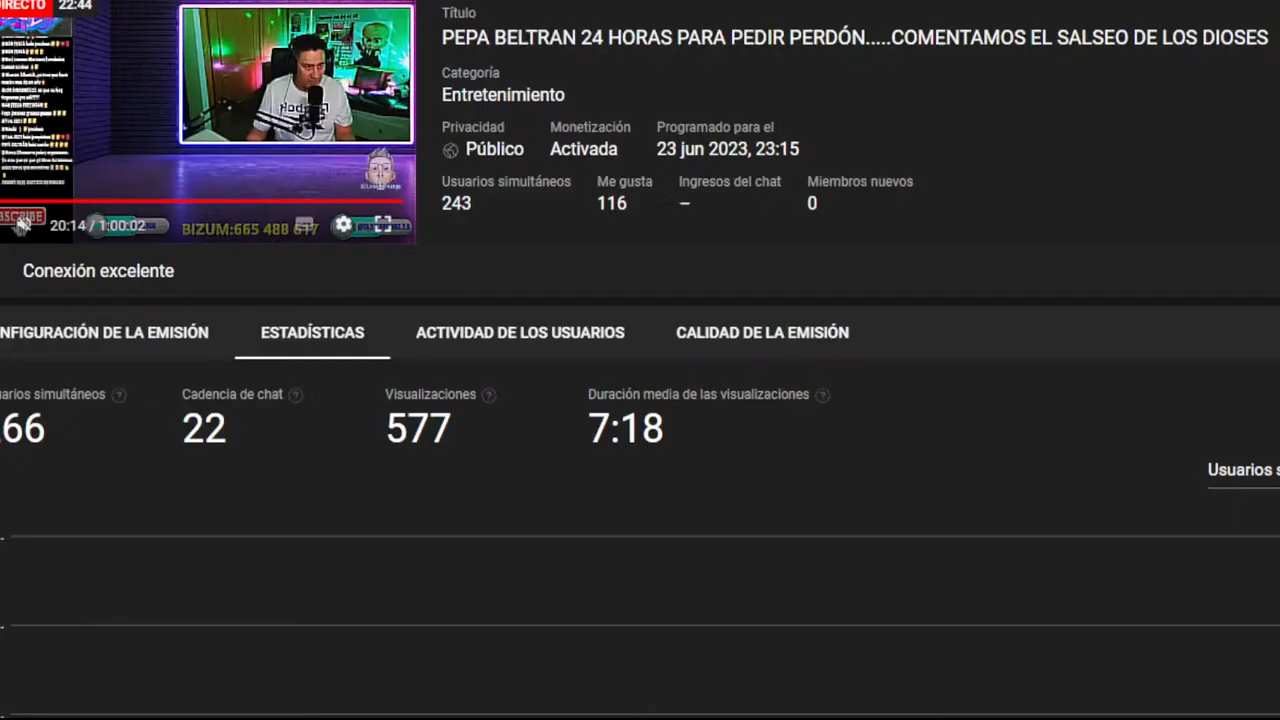 DIRECTO 22:44
Título
PEPA BELTRAN 24 HORAS PARA PEDIR PERDÓN.....COMENTAMOS EL SALSEO DE LOS DIOSES
Categoría
Entretenimiento
Privacidad Monetización Programado para el
Público Activada 23 jun 2023, 23:15
Usuarios simultáneos Me gusta Ingresos del chat Miembros nuevos
243 116 – 0
20:14 / 1:00:02
BIZUM:665 488 617
Conexión excelente
NFIGURACIÓN DE LA EMISIÓN ESTADÍSTICAS ACTIVIDAD DE LOS USUARIOS CALIDAD DE LA EMISIÓN
arios simultáneos Cadencia de chat Visualizaciones Duración media de las visualizaciones
66 22 577 7:18
Usuarios s